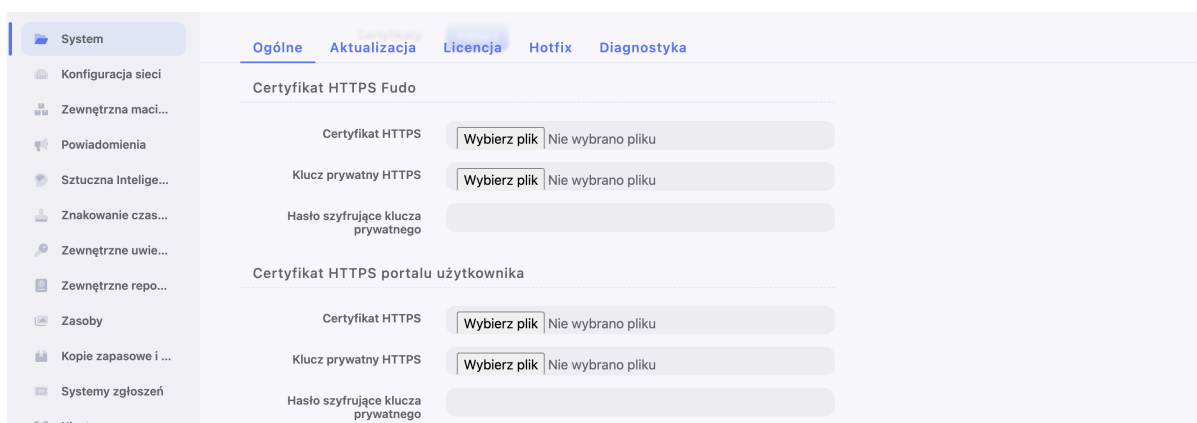 System
Konfiguracja sieci
Zewnętrzna maci...
Powiadomienia
Sztuczna Intelige...
Znakowanie czas...
Zewnętrzne uwie...
Zewnętrzne repo...
Zasoby
Kopie zapasowe i ...
Systemy zgłoszeń
Ogólne Aktualizacja Licencja Hotfix Diagnostyka
Certyfikat HTTPS Fudo
Certyfikat HTTPS Wybierz plik Nie wybrano pliku
Klucz prywatny HTTPS Wybierz plik Nie wybrano pliku
Hasło szyfrujące klucza
prywatnego
Certyfikat HTTPS portalu użytkownika
Certyfikat HTTPS Wybierz plik Nie wybrano pliku
Klucz prywatny HTTPS Wybierz plik Nie wybrano pliku
Hasło szyfrujące klucza
prywatnego